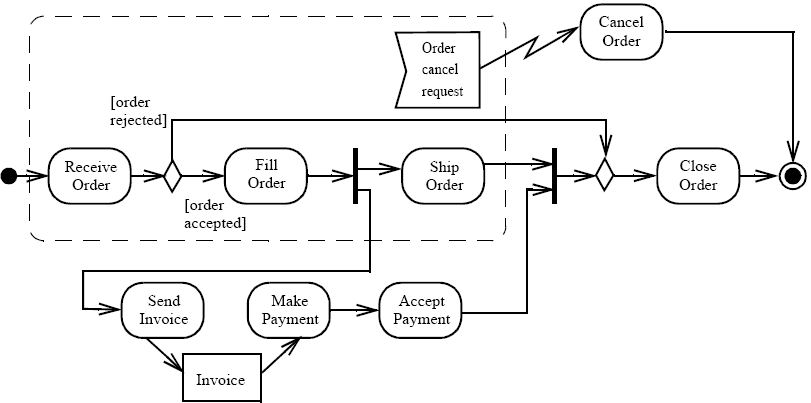 Cancel
Order
Order
cancel
request
[order
rejected]
Receive
Order
Fill
Order
[order
accepted]
Ship
Order
Close
Order
Send
Invoice
Make
Payment
Accept
Payment
Invoice